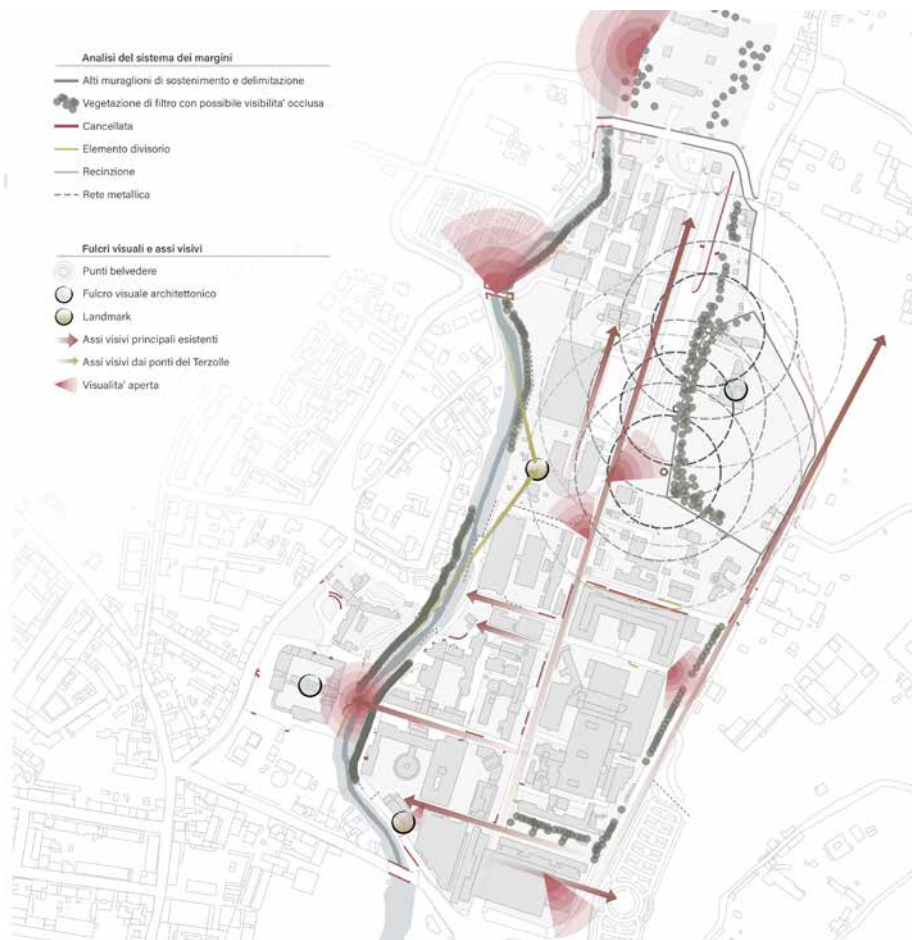 Analisi del sistema dei margini
Alti muraglioni di sostenimento e delimitazione
Vegetazione di filtro con possibile visibilita' occlusa
Cancellata
Elemento divisorio
Recinzione
Rete metallica
Fulcri visuali e assi visivi
Punti belvedere
Fulcro visuale architettonico
Landmark
Assi visivi principali esistenti
Assi visivi dai ponti del Terzolle
Visualita' aperta